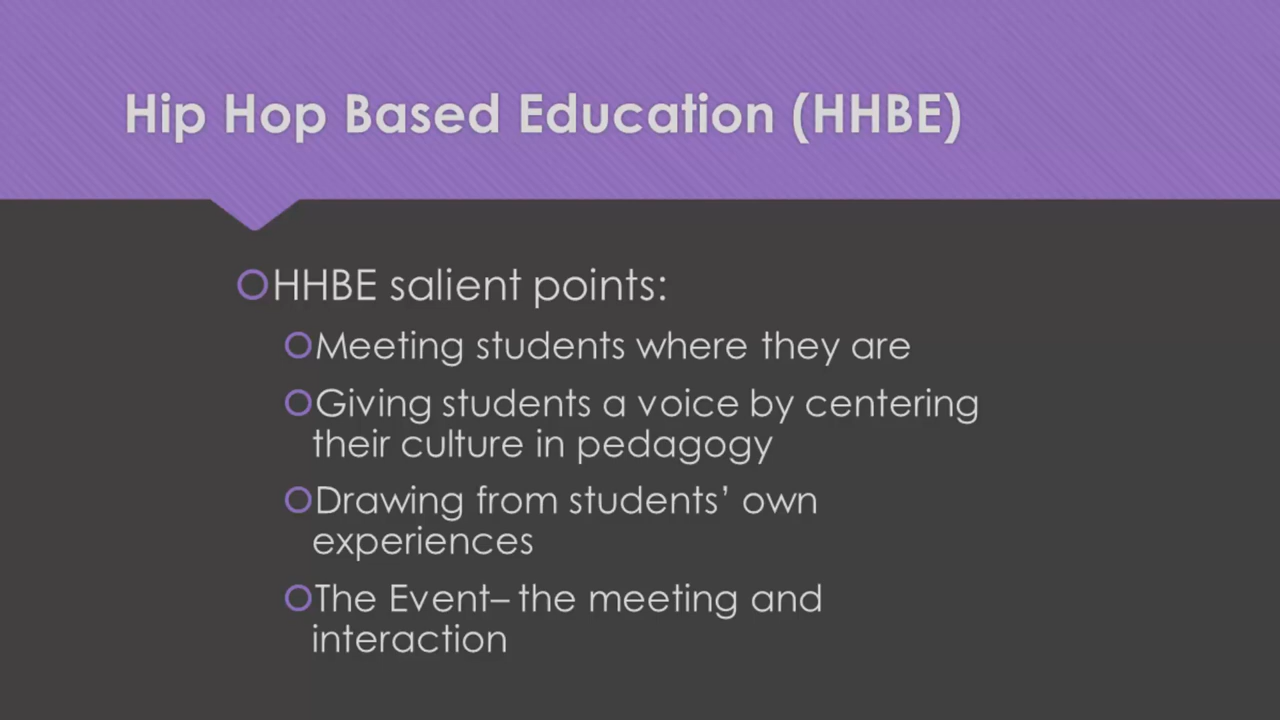 Hip Hop Based Education (HHBE)
HHBE salient points:
Meeting students where they are
Giving students a voice by centering
their culture in pedagogy
Drawing from students’ own
experiences
The Event– the meeting and
interaction